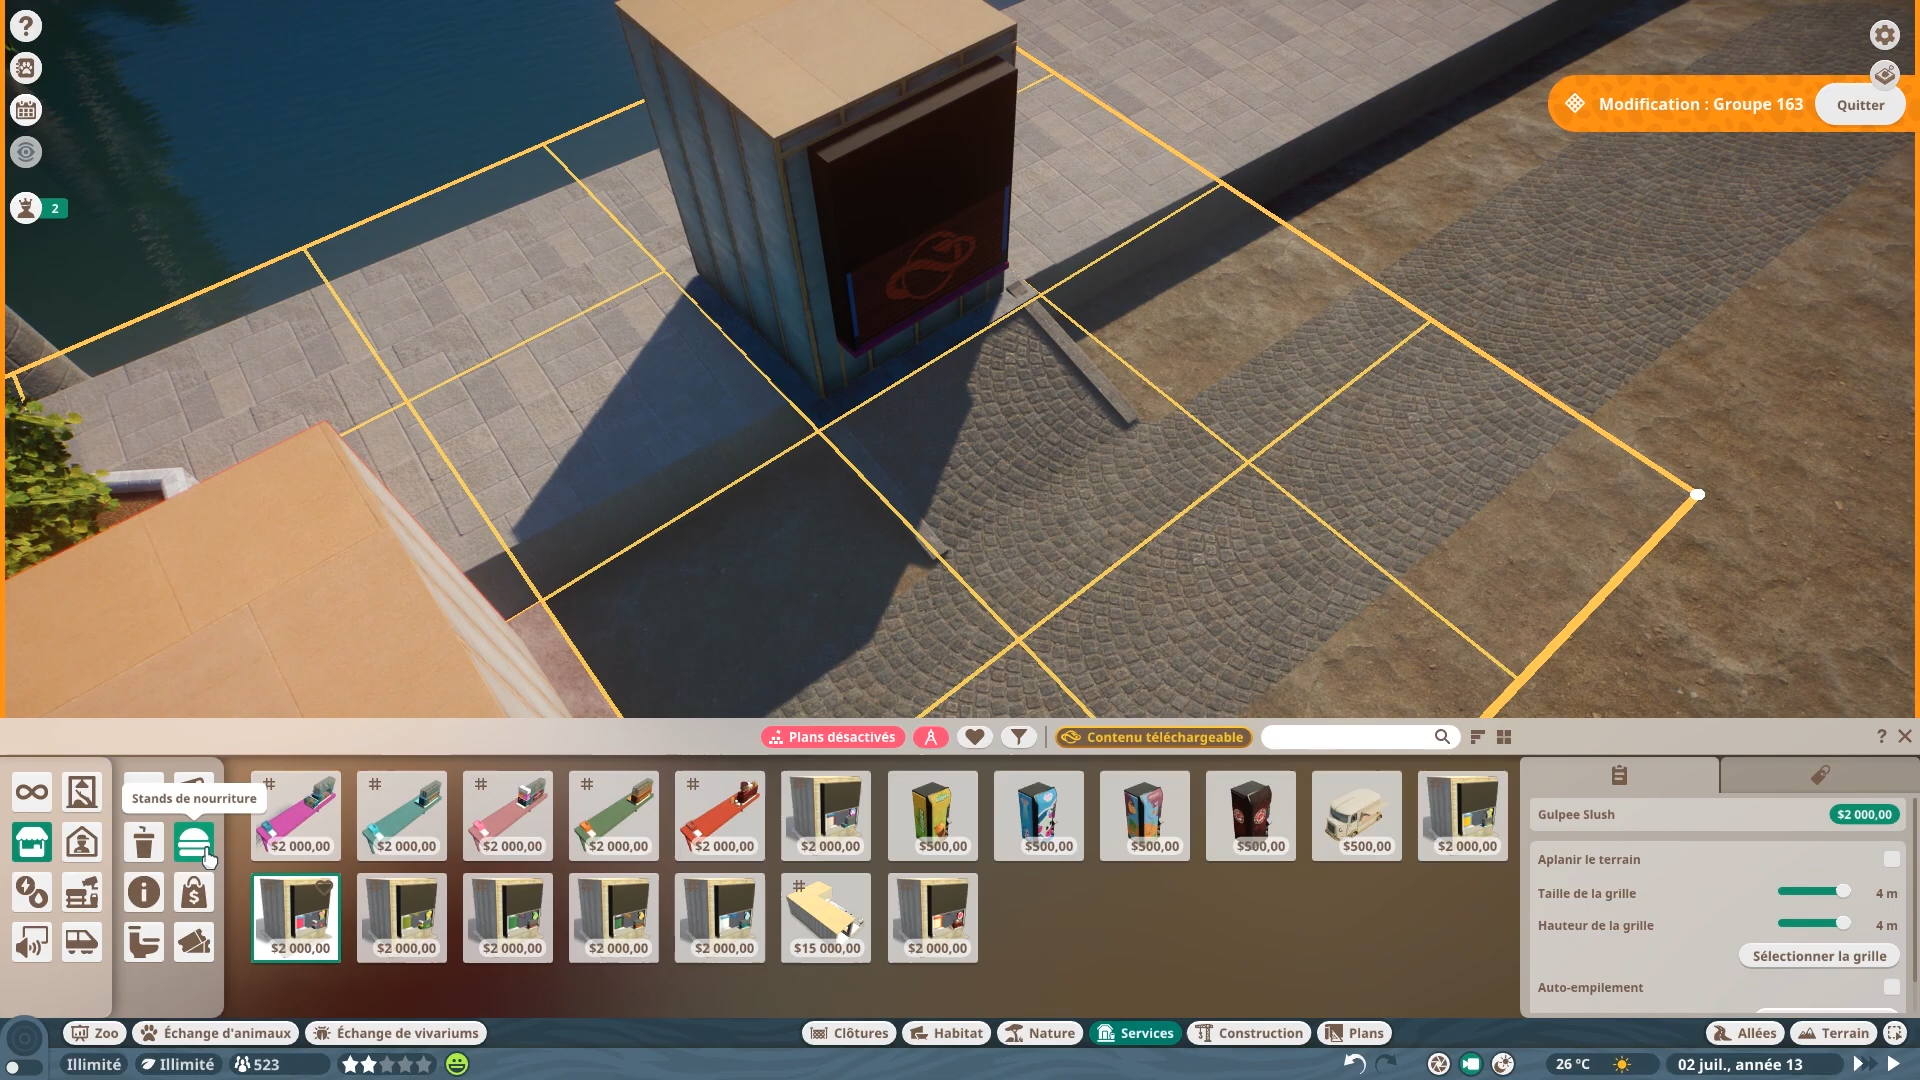 ?
Modification : Groupe 163
Quitter
2
Plans désactivés
Contenu téléchargeable
?
Stands de nourriture
$2 000,00
$2 000,00
$2 000,00
$2 000,00
$2 000,00
$2 000,00
$500,00
$500,00
$500,00
$500,00
$500,00
$2 000,00
$2 000,00
$2 000,00
$2 000,00
$2 000,00
$2 000,00
$15 000,00
$2 000,00
Gulpee Slush
$2 000,00
Aplanir le terrain
Taille de la grille
4 m
Hauteur de la grille
4 m
Sélectionner la grille
Auto-empilement
Zoo
Échange d'animaux
Échange de vivariums
Clôtures
Habitat
Nature
Services
Construction
Plans
Allées
Terrain
Illimité
Illimité
523
26 °C
02 juil., année 13